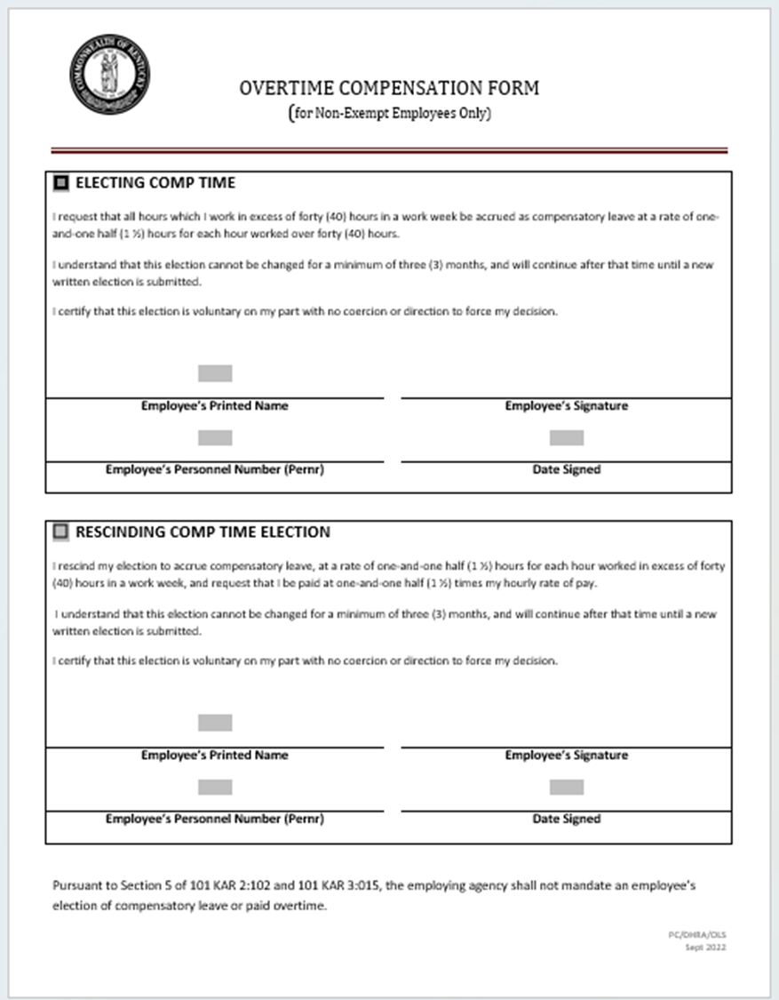 COMMONWEALTH OF KENTUCKY
OVERTIME COMPENSATION FORM
(for Non-Exempt Employees Only)
ELECTING COMP TIME
I request that all hours which I work in excess of forty (40) hours in a work week be accrued as compensatory leave at a rate of one-
and-one half (1 ½) hours for each hour worked over forty (40) hours.
I understand that this election cannot be changed for a minimum of three (3) months, and will continue after that time until a new
written election is submitted.
I certify that this election is voluntary on my part with no coercion or direction to force my decision.
Employee's Printed Name Employee's Signature
Employee's Personnel Number (Pernr) Date Signed
RESCINDING COMP TIME ELECTION
I rescind my election to accrue compensatory leave, at a rate of one-and-one half (1 ½) hours for each hour worked in excess of forty
(40) hours in a work week, and request that I be paid at one-and-one half (1 ½) times my hourly rate of pay.
I understand that this election cannot be changed for a minimum of three (3) months, and will continue after that time until a new
written election is submitted.
I certify that this election is voluntary on my part with no coercion or direction to force my decision.
Employee's Printed Name Employee's Signature
Employee's Personnel Number (Pernr) Date Signed
Pursuant to Section 5 of 101 KAR 2:102 and 101 KAR 3:015, the employing agency shall not mandate an employee's
election of compensatory leave or paid overtime.
PC/DHRA/OLS
Sept 2022